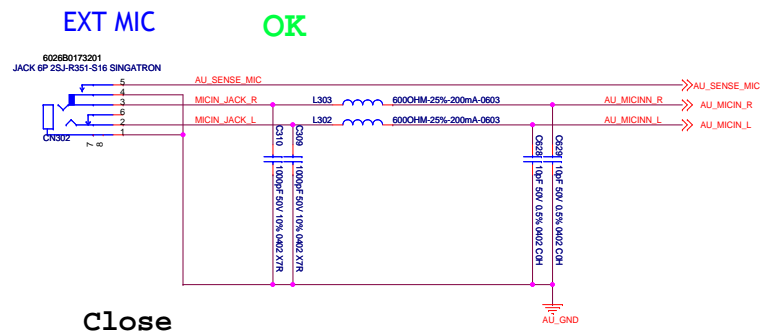 EXT MIC
OK
6026B0173201
JACK 6P 2SJ-R351-S16 SINGATRON
5
4
3
6
2
1
7
8
CN302
AU_SENSE_MIC
AU_SENSE_MIC
MICIN_JACK_R
L303
600OHM-25%-200mA-0603
AU_MICINN_R
AU_MICIN_R
MICIN_JACK_L
L302
600OHM-25%-200mA-0603
AU_MICINN_L
AU_MICIN_L
C310
1000pF 50V 10% 0402 X7R
C309
1000pF 50V 10% 0402 X7R
C628
10pF 50V 0.5% 0402 C0H
C629
10pF 50V 0.5% 0402 C0H
AU_GND
Close